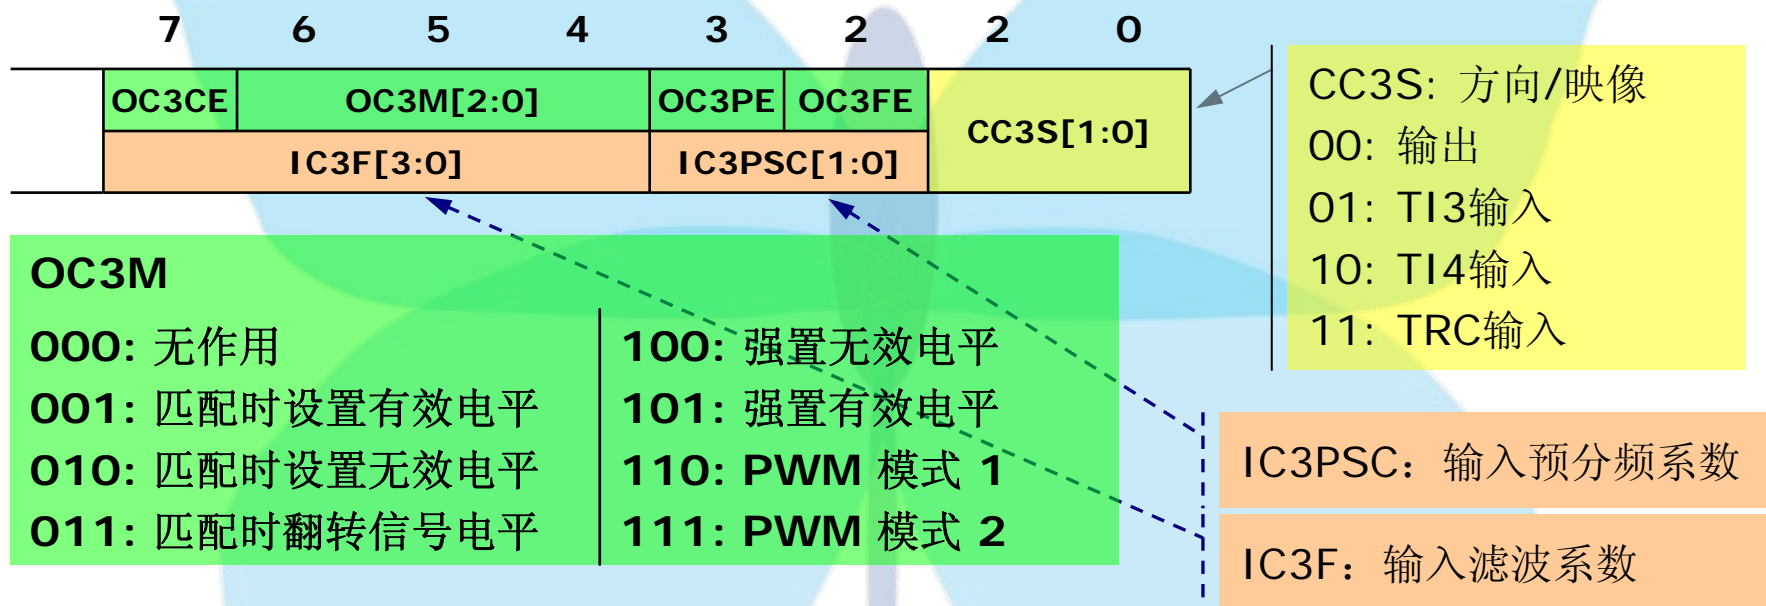 7 6 5 4 3 2 2 0
OC3CE OC3M[2:0] OC3PE OC3FE CC3S[1:0]
IC3F[3:0] IC3PSC[1:0]
CC3S: 方向/映像
00: 输出
01: TI3输入
10: TI4输入
11: TRC输入
OC3M
000: 无作用
001: 匹配时设置有效电平
010: 匹配时设置无效电平
011: 匹配时翻转信号电平
100: 强置无效电平
101: 强置有效电平
110: PWM 模式 1
111: PWM 模式 2
IC3PSC：输入预分频系数
IC3F：输入滤波系数